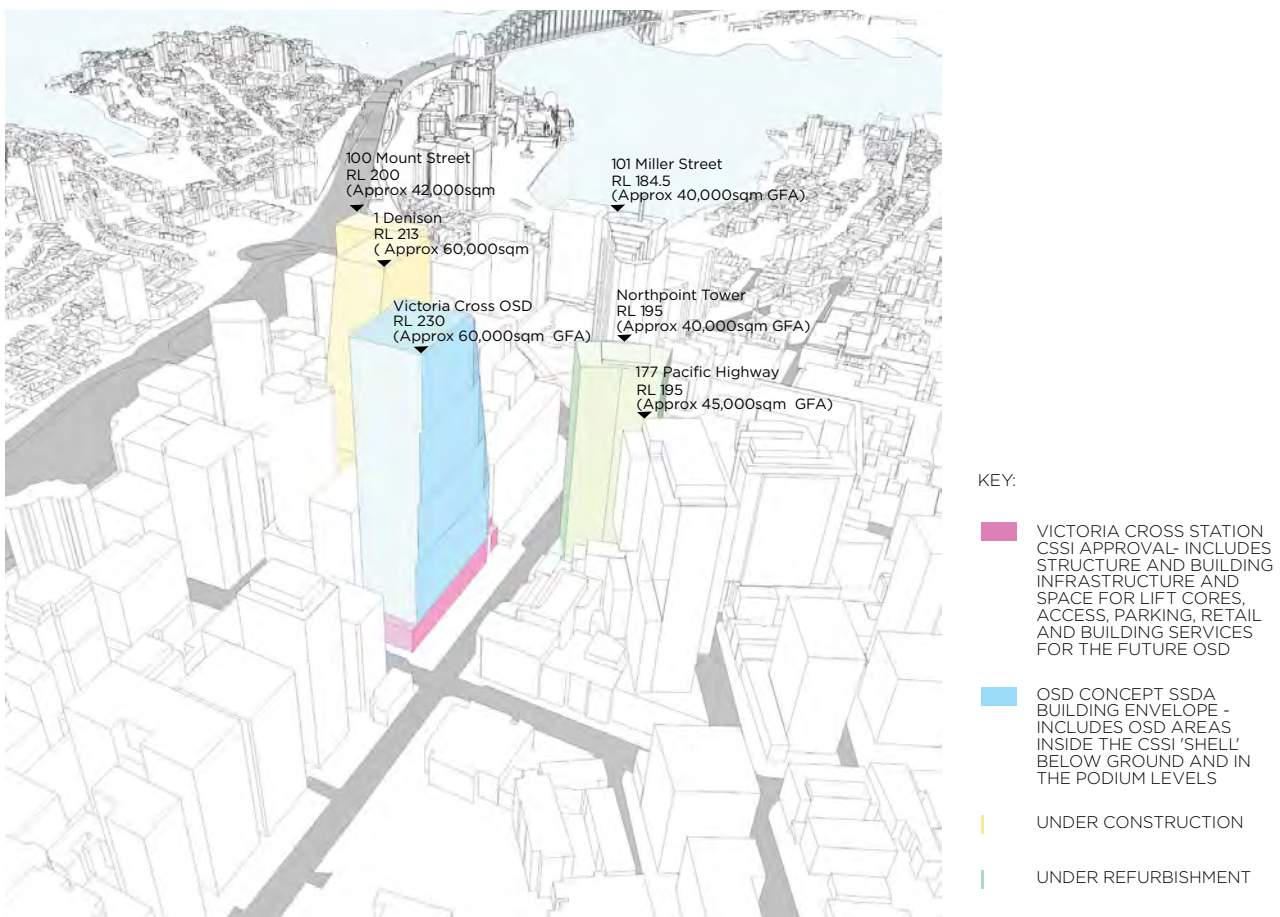 100 Mount Street
RL 200
(Approx 42,000sqm
1 Denison
RL 213
( Approx 60,000sqm
Victoria Cross OSD
RL 230
(Approx 60,000sqm GFA)
101 Miller Street
RL 184.5
(Approx 40,000sqm GFA)
Northpoint Tower
RL 195
(Approx 40,000sqm GFA)
177 Pacific Highway
RL 195
(Approx 45,000sqm GFA)
KEY:
VICTORIA CROSS STATION
CSSI APPROVAL- INCLUDES
STRUCTURE AND BUILDING
INFRASTRUCTURE AND
SPACE FOR LIFT CORES,
ACCESS, PARKING, RETAIL
AND BUILDING SERVICES
FOR THE FUTURE OSD
OSD CONCEPT SSDA
BUILDING ENVELOPE -
INCLUDES OSD AREAS
INSIDE THE CSSI 'SHELL'
BELOW GROUND AND IN
THE PODIUM LEVELS
UNDER CONSTRUCTION
UNDER REFURBISHMENT